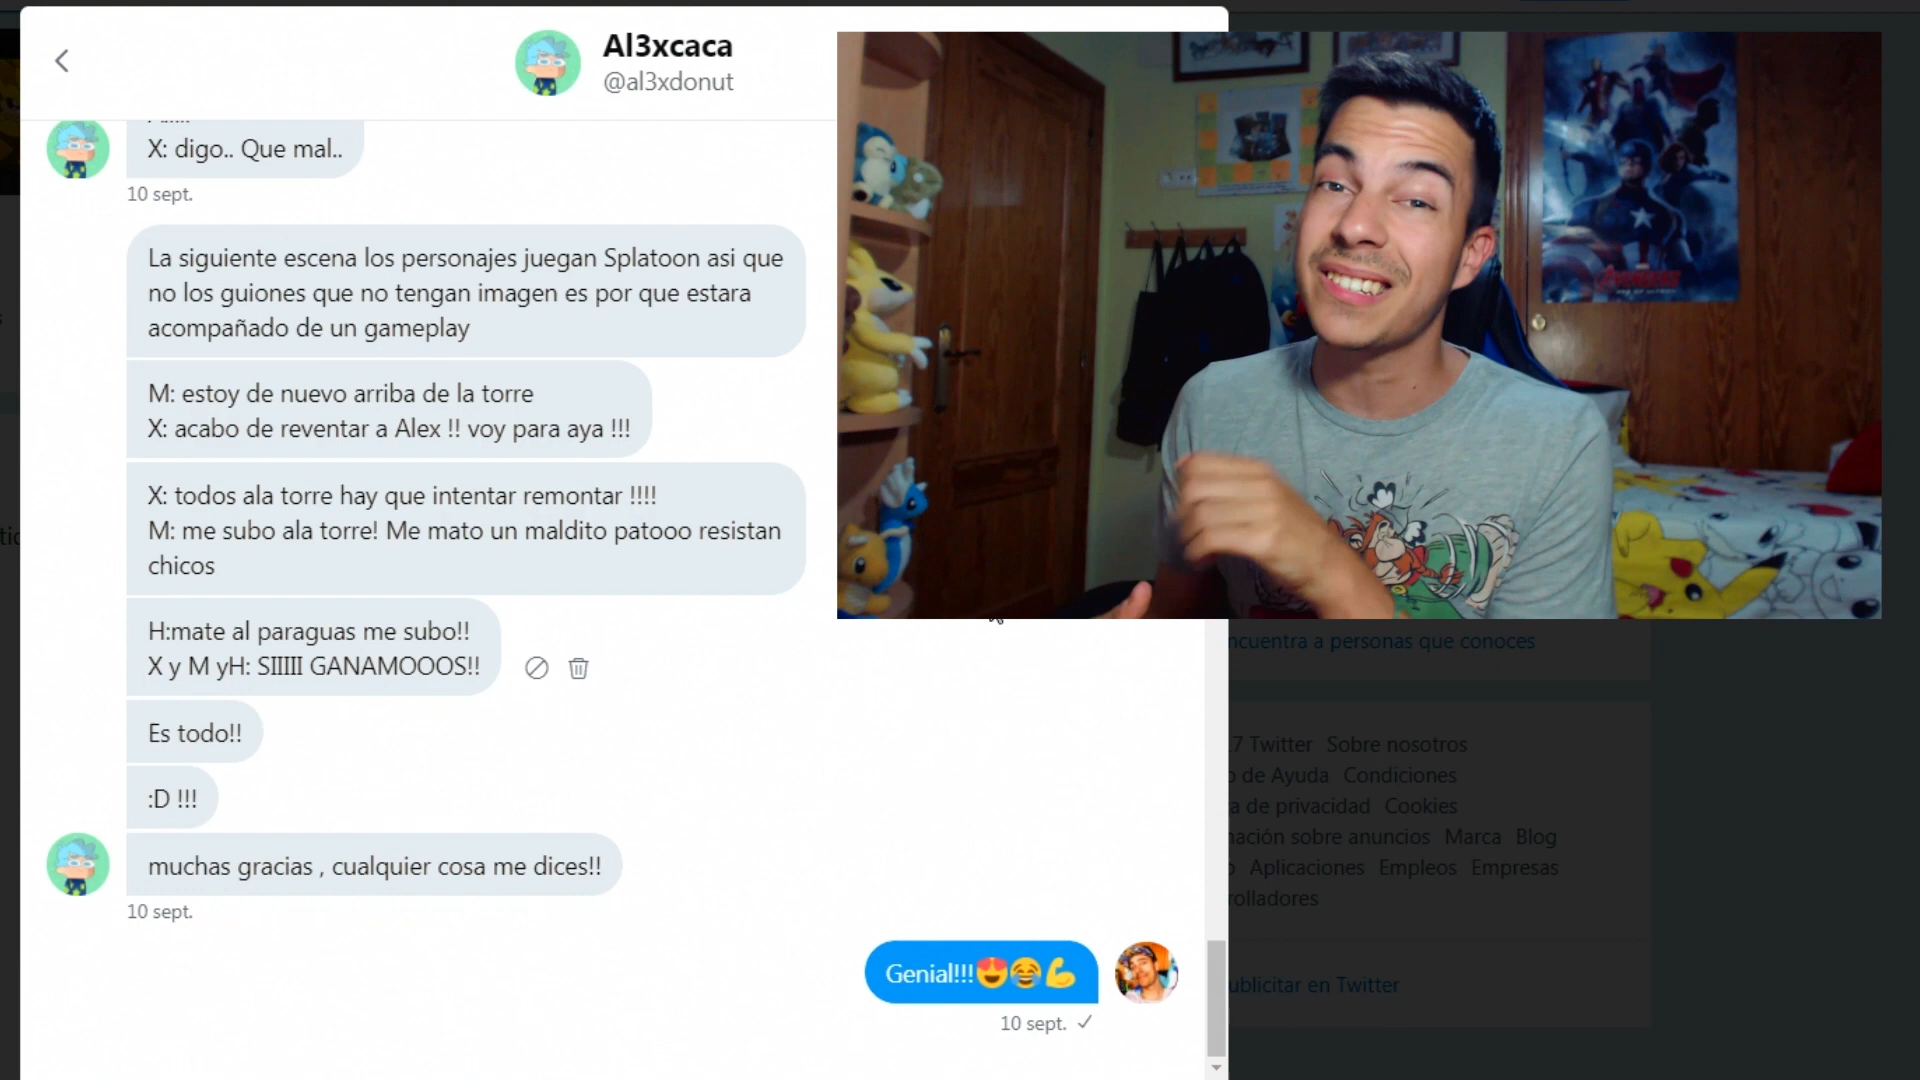 Al3xcaca
@al3xdonut
X: digo.. Que mal..
10 sept.
La siguiente escena los personajes juegan Splatoon asi que
no los guiones que no tengan imagen es por que estara
acompañado de un gameplay
M: estoy de nuevo arriba de la torre
X: acabo de reventar a Alex !! voy para aya !!!
X: todos ala torre hay que intentar remontar !!!!
M: me subo ala torre! Me mato un maldito patooo resistan
chicos
H:mate al paraguas me subo!!
X y M yH: SIIIII GANAMOOOS!!
Es todo!!
:D !!!
muchas gracias , cualquier cosa me dices!!
10 sept.
Genial!!!😍😂💪
10 sept. ✓
AVENGERS
ncuentra a personas que conoces
7 Twitter Sobre nosotros
de Ayuda Condiciones
a de privacidad Cookies
nación sobre anuncios Marca Blog
Aplicaciones Empleos Empresas
rolladores
ublicitar en Twitter